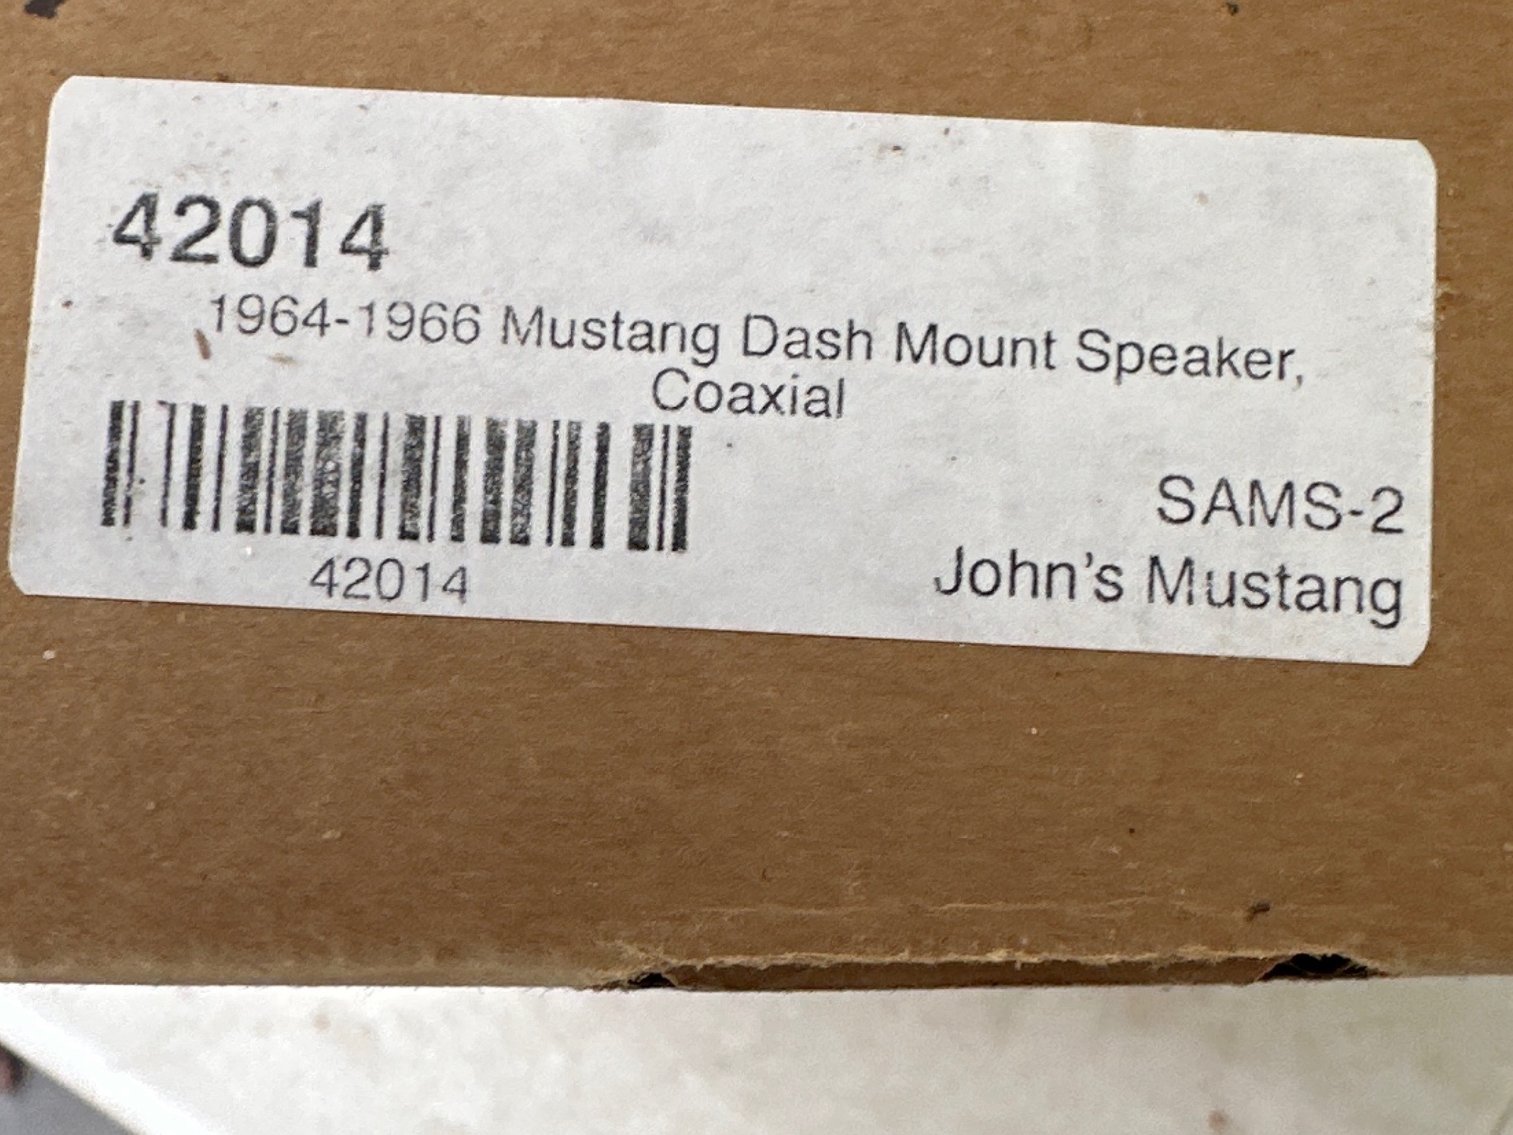 42014
1964-1966 Mustang Dash Mount Speaker,
Coaxial
42014
SAMS-2
John's Mustang